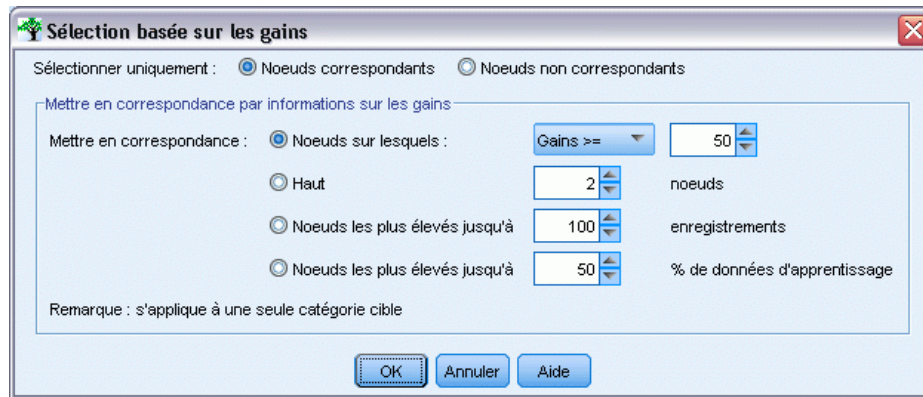 Sélection basée sur les gains
Sélectionner uniquement : Noeuds correspondants Noeuds non correspondants
Mettre en correspondance par informations sur les gains
Mettre en correspondance : Noeuds sur lesquels : Gains >= 50
Haut 2 noeuds
Noeuds les plus élevés jusqu'à 100 enregistrements
Noeuds les plus élevés jusqu'à 50 % de données d'apprentissage
Remarque : s'applique à une seule catégorie cible
OK Annuler Aide